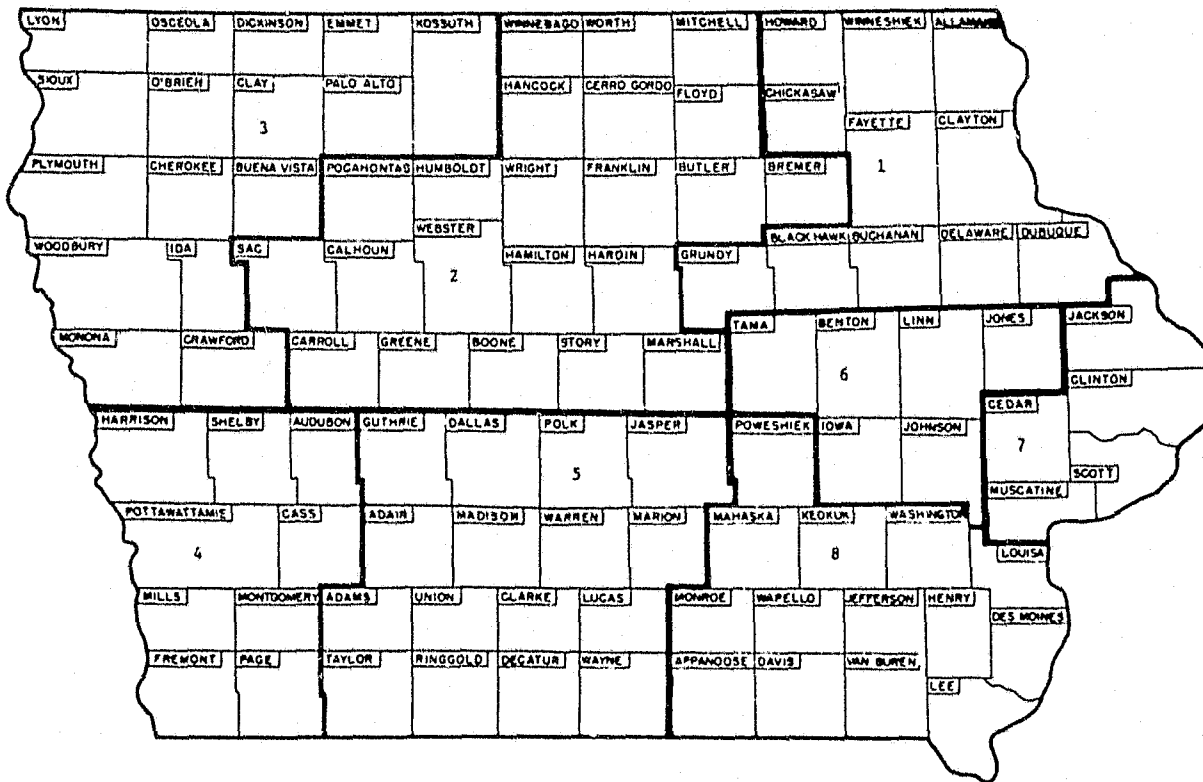 LYON OSCEOLA DICKINSON EMMET KOSSUTH WINNEBAGO WORTH MITCHELL HOWARD WINNESHIEK
SIOUX O'BRIEN CLAY PALO ALTO HANCOCK CERRO GORDO FLOYD CHICKASAW
FAYETTE CLAYTON
3
1
PLYMOUTH CHEROKEE BUENA VISTA POCAHONTAS HUMBOLDT WRIGHT FRANKLIN BUTLER BREMER
WEBSTER
WOODBURY IDA SAC CALHOUN HAMILTON HARDIN GRUNDY BLACK HAWK BUCHANAN DELAWARE DUBUQUE
2
MONONA CRAWFORD CARROLL GREENE BOONE STORY MARSHALL TAMA BENTON LINN JONES JACKSON
6
CLINTON
CEDAR
HARRISON SHELBY AUDUBON GUTHRIE DALLAS POLK JASPER POWESHIEK IOWA JOHNSON
5
7
SCOTT
MUSCATINE
POTTAWATTAMIE CASS ADAIR MADISON WARREN MARION MAHASKA KEOKUK WASHINGTON
4
8
LOUISA
MILLS MONTGOMERY ADAMS UNION CLARKE LUCAS MONROE WAPELLO JEFFERSON HENRY
DES MOINES
FREMONT PAGE TAYLOR RINGGOLD DECATUR WAYNE APPANOOSE DAVIS VAN BUREN
LEE